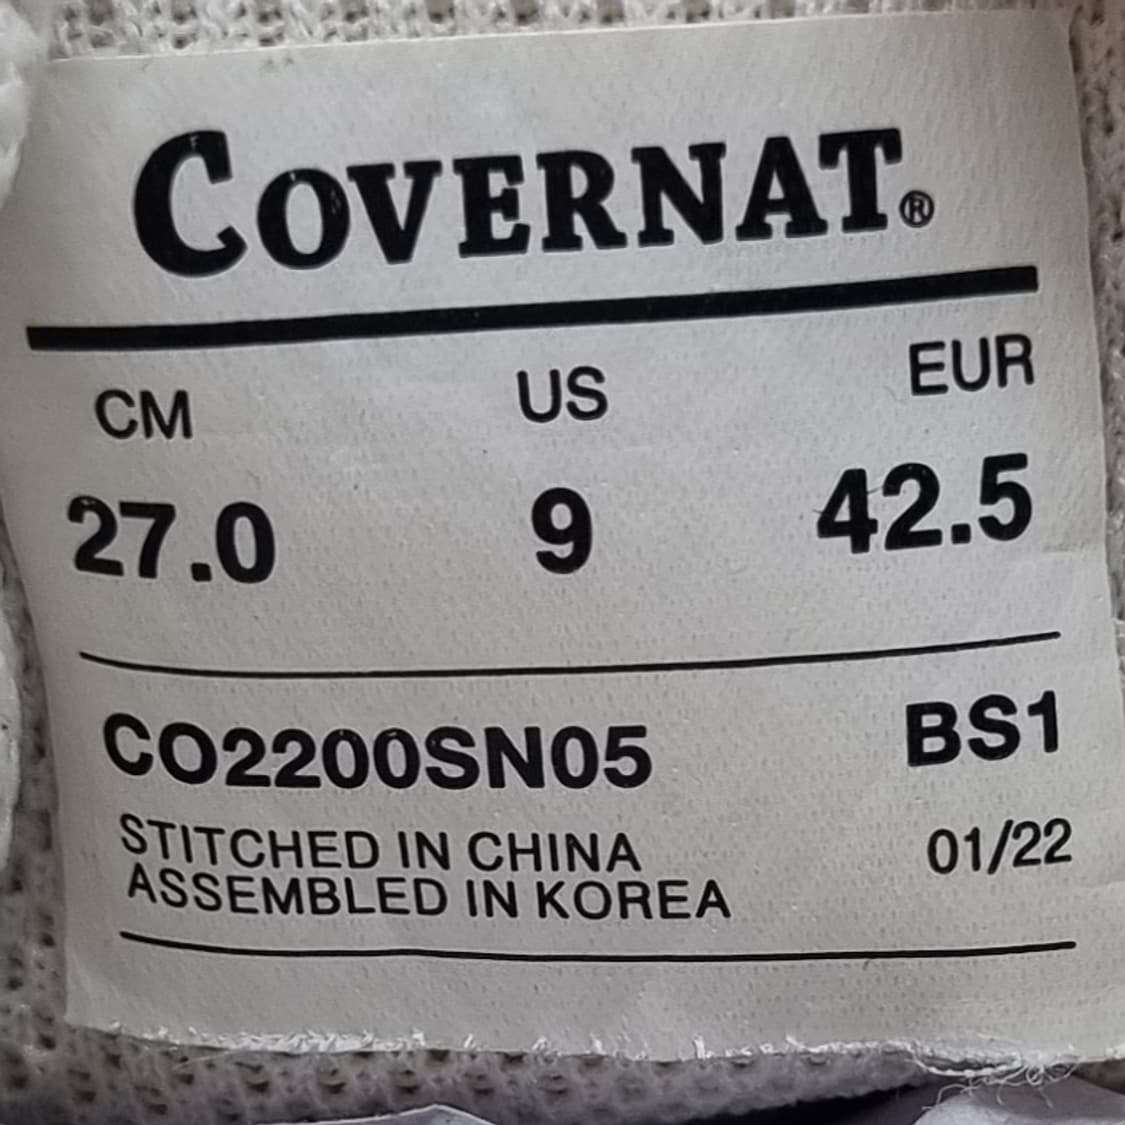 COVERNAT®
CM US EUR
27.0 9 42.5
CO2200SN05 BS1
STITCHED IN CHINA 01/22
ASSEMBLED IN KOREA